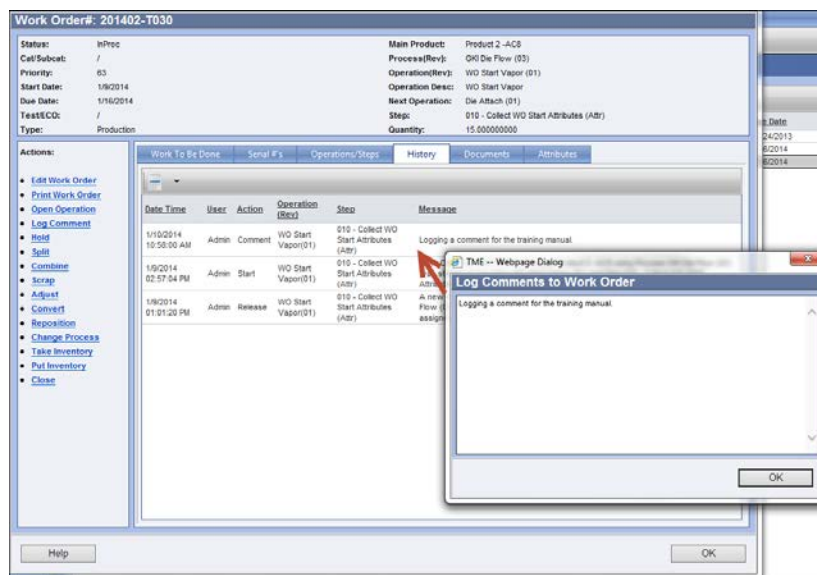 Work Order#: 201402-T030
Status: InProc Main Product: Product 2 -AC8
Cat/Subcat: / Process(Rev): OKI Die Flow (03)
Priority: 63 Operation(Rev): WO Start Vapor (01)
Start Date: 1/9/2014 Operation Desc: WO Start Vapor
Due Date: 1/16/2014 Next Operation: Die Attach (01)
Test/ECO: / Step: 010 - Collect WO Start Attributes (Attr)
Type: Production Quantity: 15.000000000
Date
24/2013
6/2014
6/2014
Actions:
Edit Work Order
Print Work Order
Open Operation
Log Comment
Hold
Split
Combine
Scrap
Adjust
Convert
Reposition
Change Process
Take Inventory
Put Inventory
Close
Work To Be Done Serial #'s Operations/Steps History Documents Attributes
Date Time User Action Operation (Rev) Step Message
1/10/2014 10:58:00 AM Admin Comment WO Start Vapor(01) 010 - Collect WO Start Attributes (Attr) Logging a comment for the training manual.
1/9/2014 02:57:04 PM Admin Start WO Start Vapor(01) 010 - Collect WO Start Attributes (Attr)
1/9/2014 01:01:20 PM Admin Release WO Start Vapor(01) 010 - Collect WO Start Attributes (Attr) A new
Flow
assign
TME -- Webpage Dialog
Log Comments to Work Order
Logging a comment for the training manual.
OK
Help OK